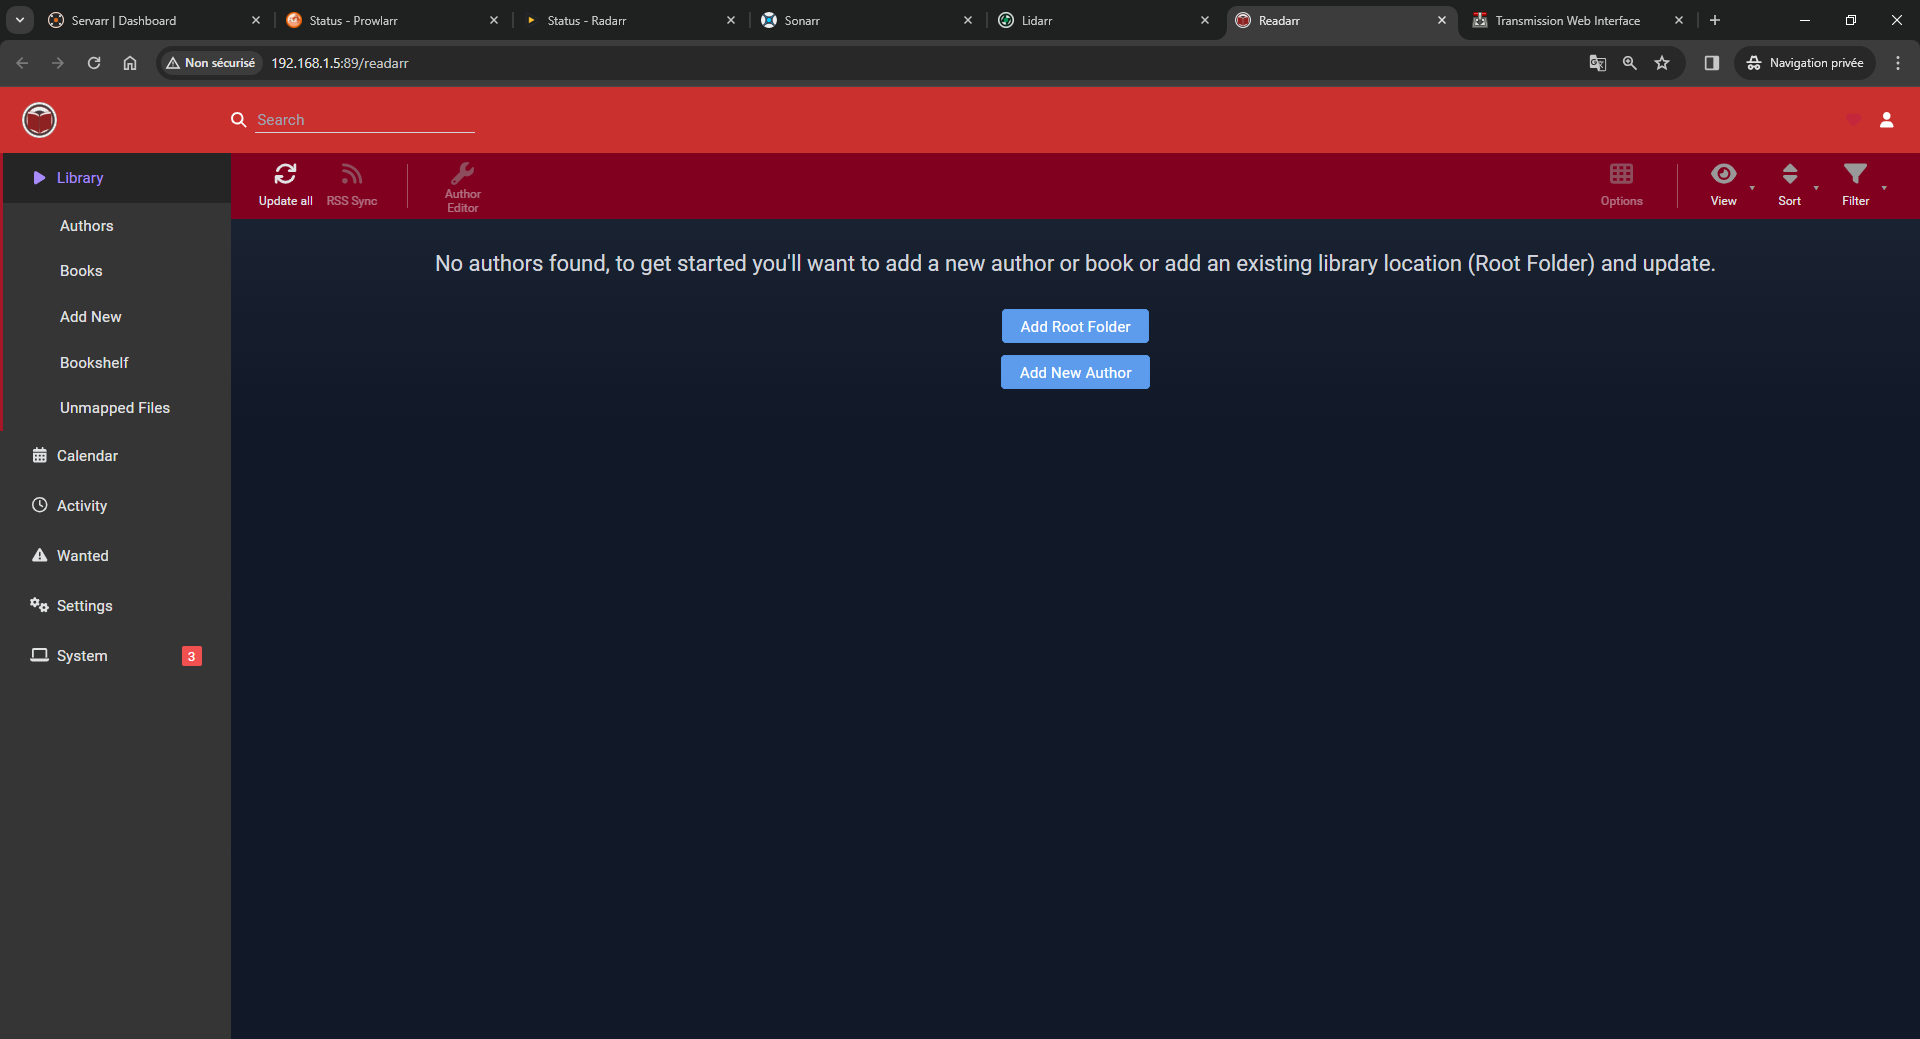 Servarr | Dashboard
Status - Prowlarr
Status - Radarr
Sonarr
Lidarr
Readarr
Transmission Web Interface
Non sécurisé
192.168.1.5:89/readarr
Navigation privée
Search
Library
Authors
Books
Add New
Bookshelf
Unmapped Files
Calendar
Activity
Wanted
Settings
System
3
Update all
RSS Sync
Author
Editor
Options
View
Sort
Filter
No authors found, to get started you'll want to add a new author or book or add an existing library location (Root Folder) and update.
Add Root Folder
Add New Author